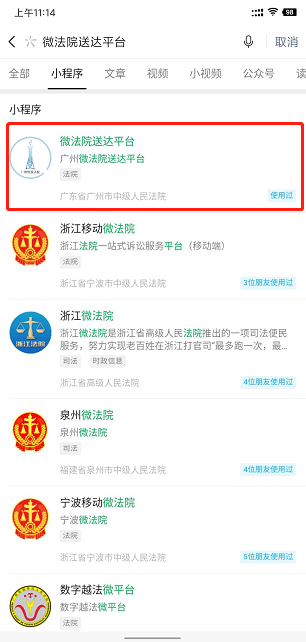 上午11:14
98
微法院送达平台
取消
全部 小程序 文章 视频 小视频 公众号 读
小程序
微法院送达平台
广州微法院送达平台
法院
广东省广州市中级人民法院
使用过
浙江移动微法院
浙江法院一站式诉讼服务平台（移动端）
法院
浙江省宁波市中级人民法院
3位朋友使用过
浙江微法院
浙江微法院是浙江省高级人民法院推出的一项司法便民
服务，努力实现老百姓在浙江打官司“最多跑一次，最...
司法 时政信息
浙江省高级人民法院
4位朋友使用过
浙江法院
泉州微法院
泉州微法院
司法
福建省泉州市中级人民法院
4位朋友使用过
宁波移动微法院
宁波微法院
法院
浙江省宁波市中级人民法院
5位朋友使用过
数字越法微平台
数字越法微平台
法院